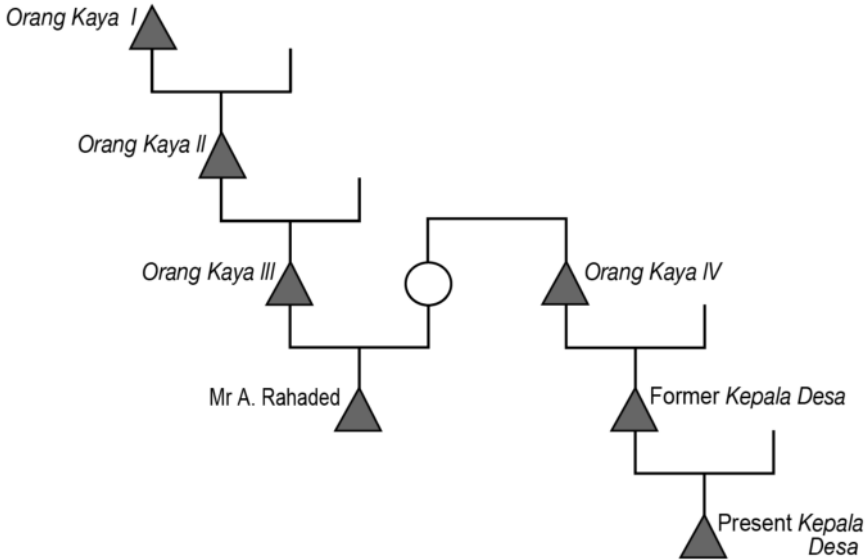 Orang Kaya I
Orang Kaya II
Orang Kaya III
Orang Kaya IV
Mr A. Rahaded
Former Kepala Desa
Present Kepala
Desa